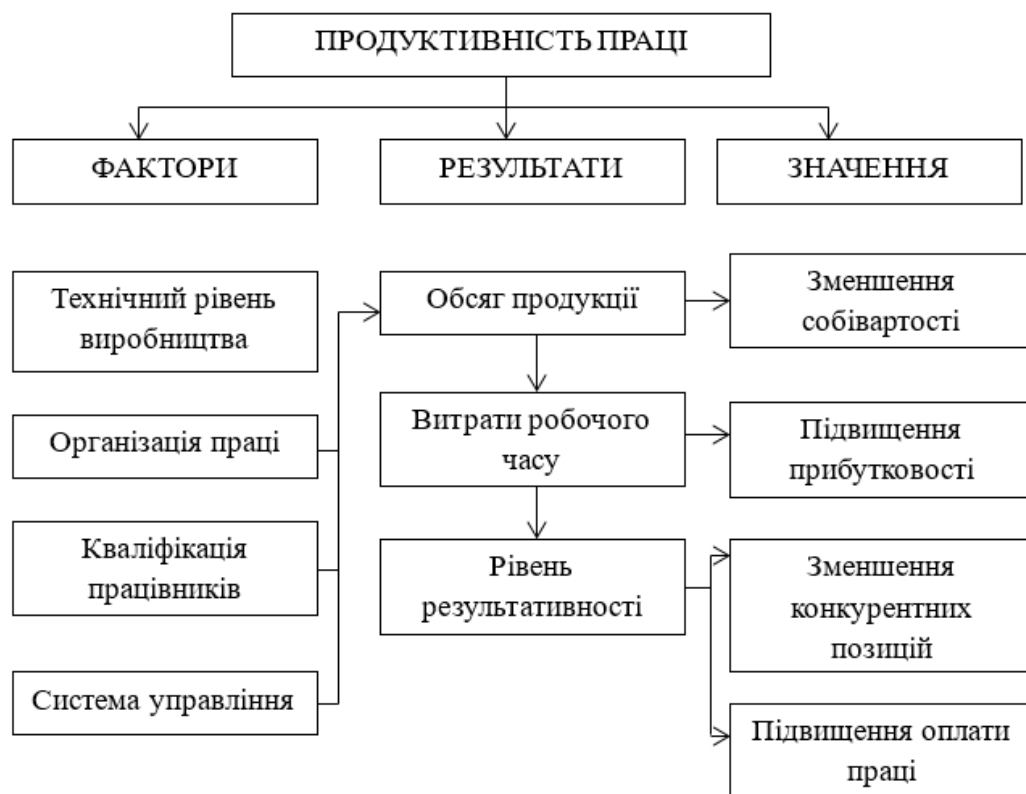 ПРОДУКТИВНІСТЬ ПРАЦІ
ФАКТОРИ
РЕЗУЛЬТАТИ
ЗНАЧЕННЯ
Технічний рівень
виробництва
Організація праці
Кваліфікація
працівників
Система управління
Обсяг продукції
Витрати робочого
часу
Рівень
результативності
Зменшення
собівартості
Підвищення
прибутковості
Зменшення
конкурентних
позицій
Підвищення оплати
праці